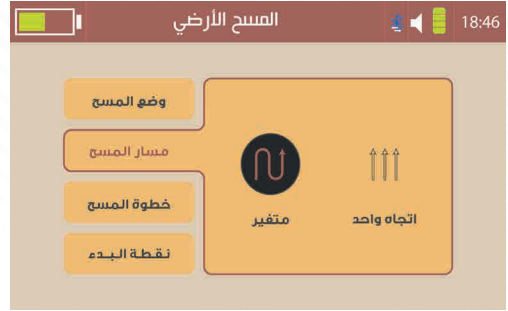 المسح الأرضي
18:46
وضع المسح
مسار المسح
خطوة المسح
نقطة البدء
متغير
اتجاه واحد